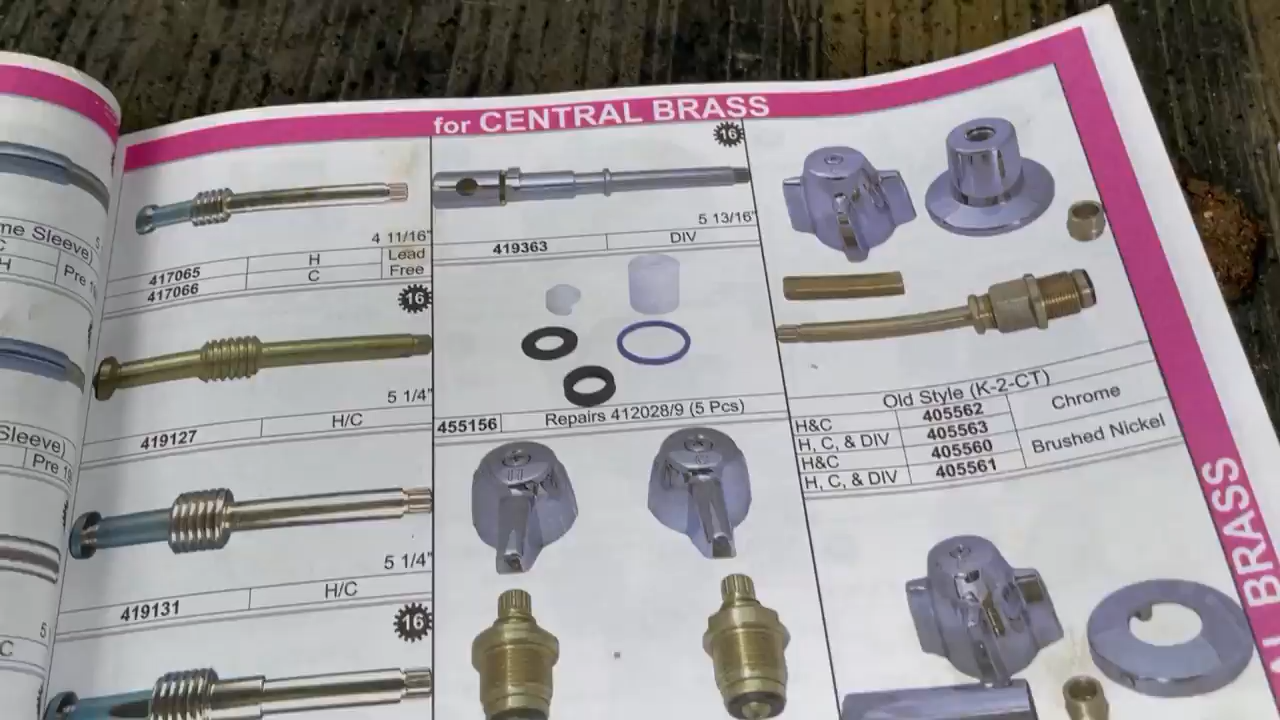 for CENTRAL BRASS
me Sleeve)
Pre 1
4 11/16"
417065 H Lead
417066 C Free
16
5 1/4"
419127 H/C
Sleeve)
Pre 1
5 1/4"
419131 H/C
16
5
C
16
5 13/16"
419363 DIV
455156 Repairs 412028/9 (5 Pcs)
H
Old Style (K-2-CT)
H&C 405562 Chrome
H, C, & DIV 405563
H&C 405560 Brushed Nickel
H, C, & DIV 405561
BRASS